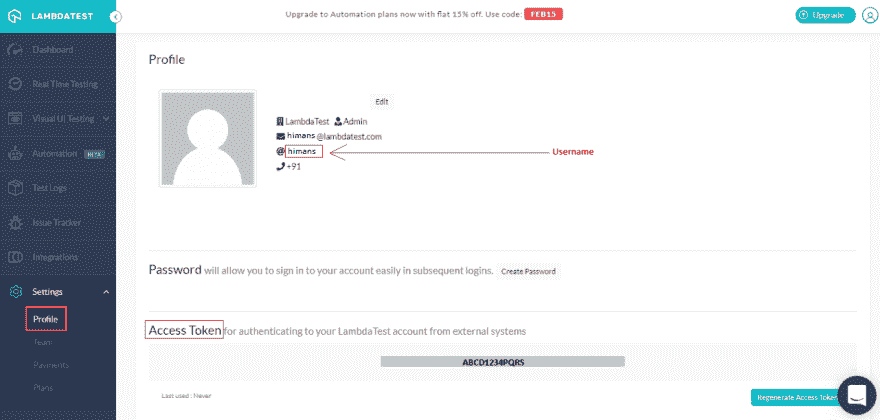 LAMBDATEST
Upgrade to Automation plans now with flat 15% off. Use code: FEB15
Upgrade
Dashboard
Real Time Testing
Visual UI Testing
Automation BETA
Test Logs
Issue Tracker
Integrations
Settings
Profile
Team
Payments
Plans
Profile
Edit
LambdaTest Admin
himans @lambdatest.com
@ himans
Username
+91
Password will allow you to sign in to your account easily in subsequent logins. Create Password
Access Token for authenticating to your LambdaTest account from external systems
ABCD1234PQRS
Last used : Never
Regenerate Access Token